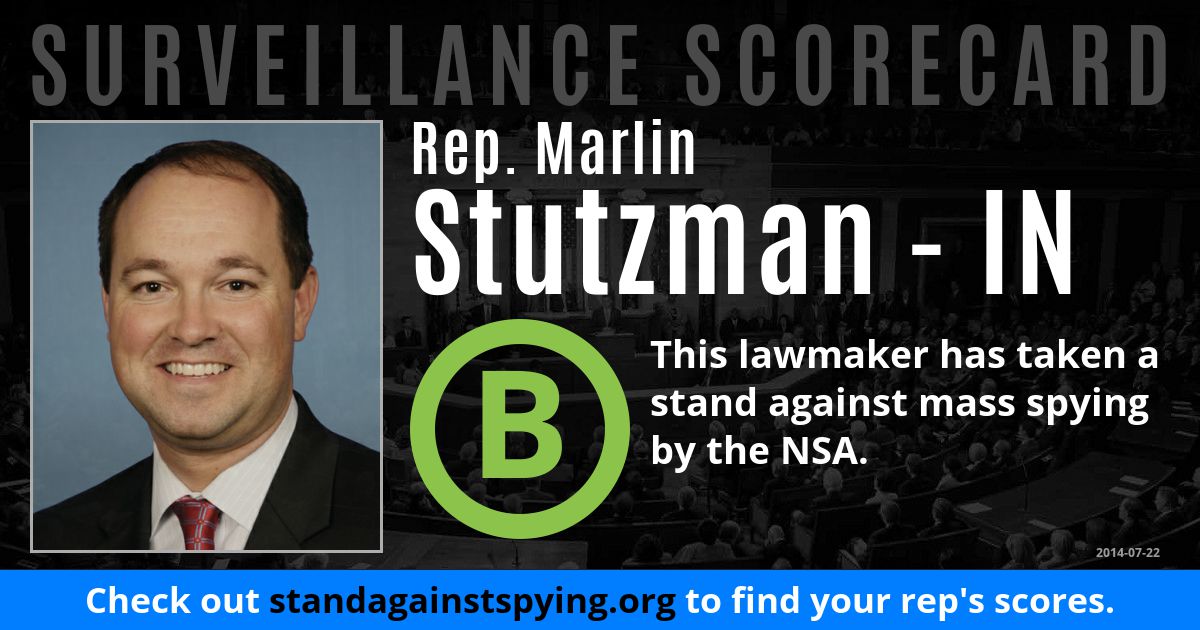 SURVEILLANCE SCORECARD
Rep. Marlin
Stutzman - IN
B
This lawmaker has taken a
stand against mass spying
by the NSA.
2014-07-22
Check out standagainstspying.org to find your rep's scores.